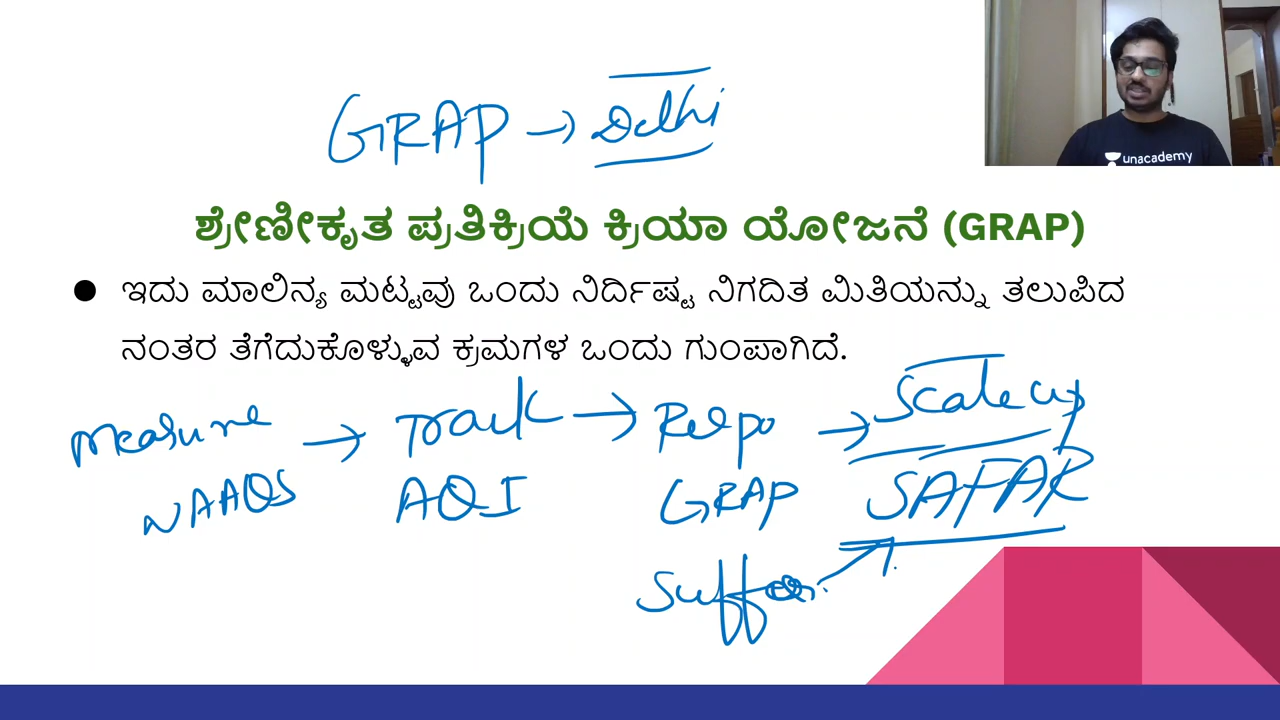 unacademy
GRAP → Delhi
ಶ್ರೇಣೀಕೃತ ಪ್ರತಿಕ್ರಿಯೆ ಕ್ರಿಯಾ ಯೋಜನೆ (GRAP)
● ಇದು ಮಾಲಿನ್ಯ ಮಟ್ಟವು ಒಂದು ನಿರ್ದಿಷ್ಟ ನಿಗದಿತ ಮಿತಿಯನ್ನು ತಲುಪಿದ
ನಂತರ ತೆಗೆದುಕೊಳ್ಳುವ ಕ್ರಮಗಳ ಒಂದು ಗುಂಪಾಗಿದೆ.
Measure → Track → Respo → Scale up
NAAQS AQI GRAP SAFAR